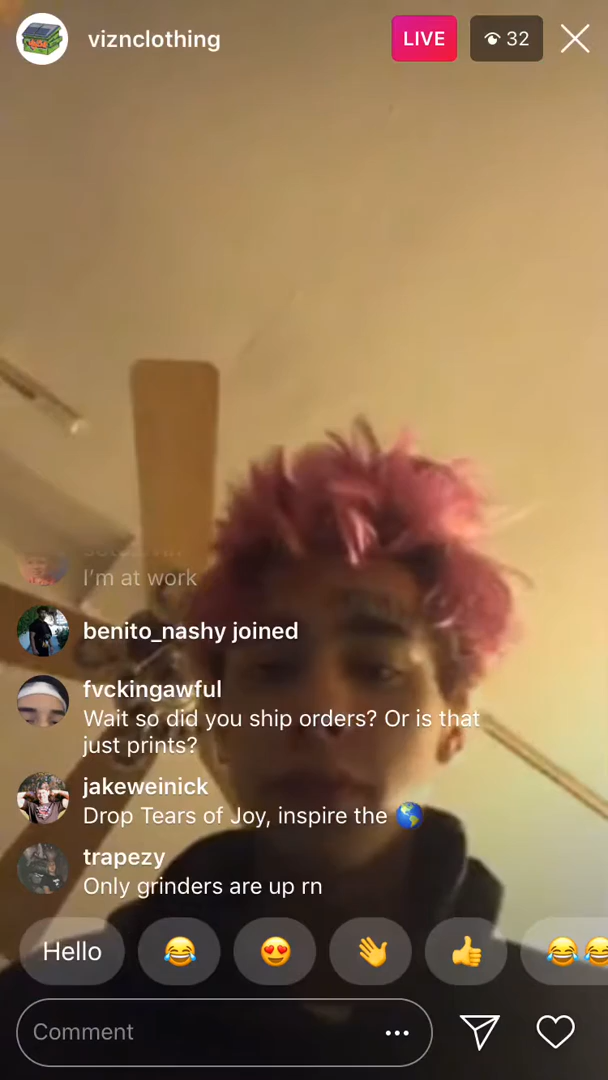 viznclothing
LIVE
32
I'm at work
benito_nashy joined
fvckingawful
Wait so did you ship orders? Or is that
just prints?
jakeweinick
Drop Tears of Joy, inspire the 🌎
trapezy
Only grinders are up rn
Hello 😂 😍 👋 👍 😂😂
Comment